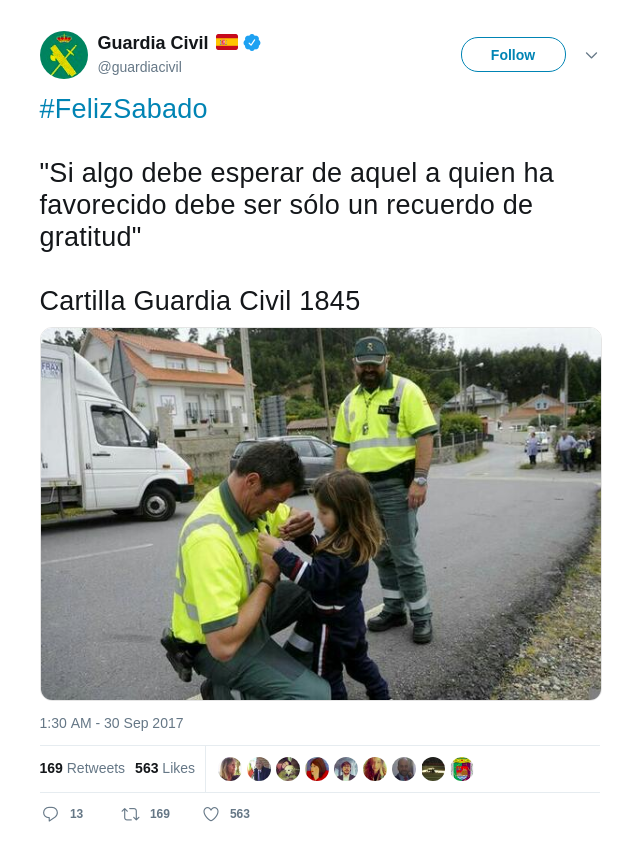 Guardia Civil
@guardiacivil
Follow
#FelizSabado
"Si algo debe esperar de aquel a quien ha
favorecido debe ser sólo un recuerdo de
gratitud"
Cartilla Guardia Civil 1845
FRAX
1:30 AM - 30 Sep 2017
169 Retweets 563 Likes
13 169 563